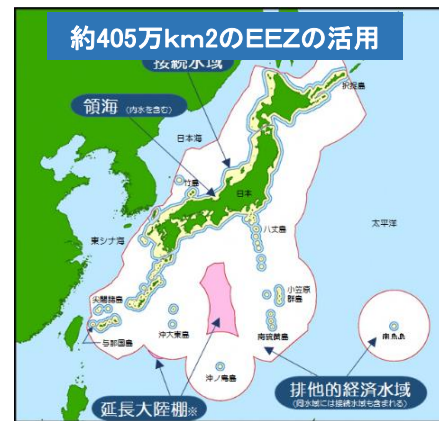 約405万km2のEEZの活用
接続水域
択捉島
領海 (内水を含む)
日本海
竹島
日本
八丈島
太平洋
東シナ海
小笠原
群島
尖閣諸島
沖大東島
南硫黄島
南鳥島
与那国島
沖ノ鳥島
延長大陸棚※
排他的経済水域
(同水域には接続水域も含まれる)